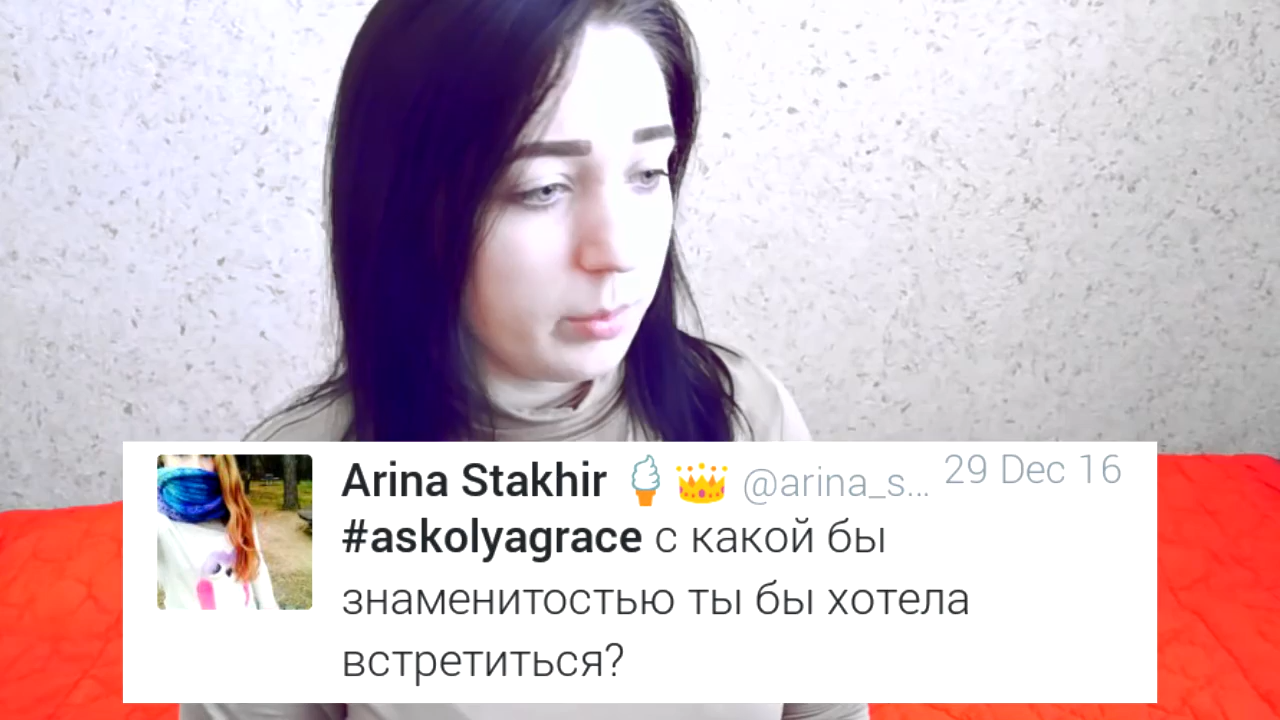 Arina Stakhir 🍦👑 @arina_s... 29 Dec 16
#askolyagrace с какой бы
знаменитостью ты бы хотела
встретиться?